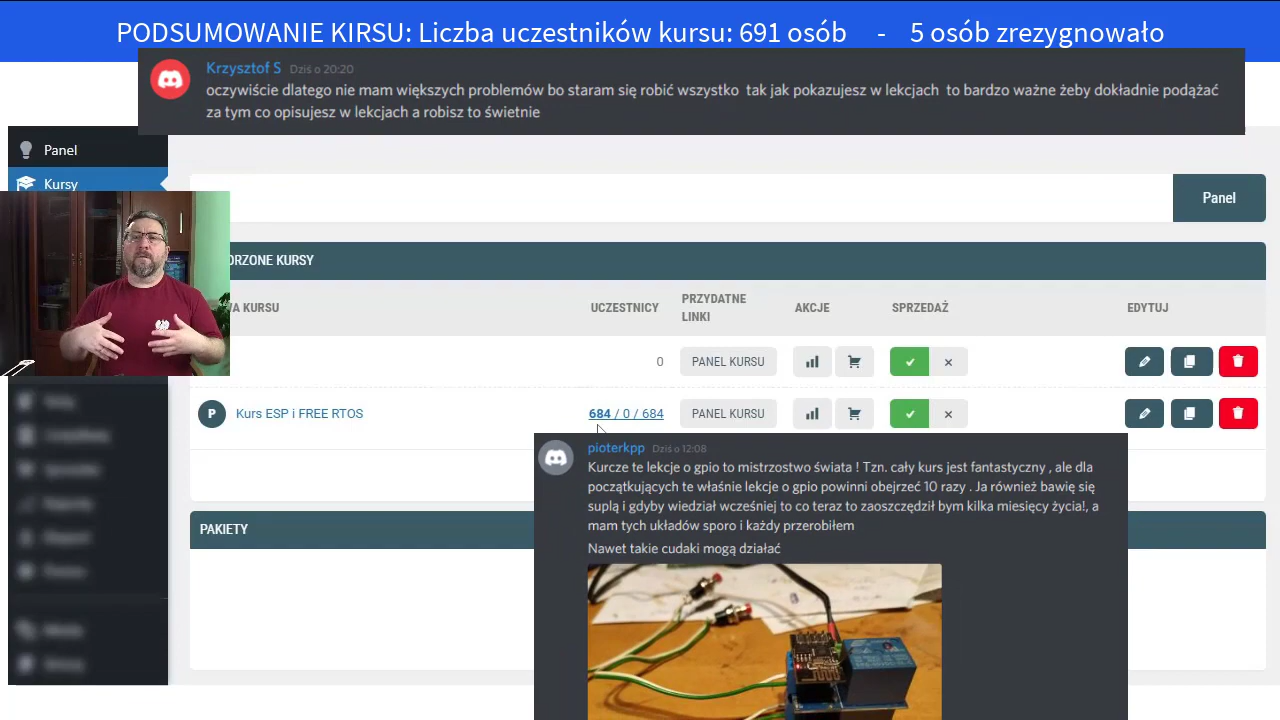 PODSUMOWANIE KIRSU: Liczba uczestników kursu: 691 osób - 5 osób zrezygnowało
Krzysztof S Dziś o 20:20
oczywiście dlatego nie mam większych problemów bo staram się robić wszystko tak jak pokazujesz w lekcjach to bardzo ważne żeby dokładnie podążać
za tym co opisujesz w lekcjach a robisz to świetnie
Panel
Kursy
Panel
ORZONE KURSY
A KURSU
UCZESTNICY
PRZYDATNE
LINKI
AKCJE
SPRZEDAŻ
EDYTUJ
0
PANEL KURSU
P
Kurs ESP i FREE RTOS
684 / 0 / 684
PANEL KURSU
PAKIETY
pioterkpp Dziś o 12:08
Kurcze te lekcje o gpio to mistrzostwo świata ! Tzn. cały kurs jest fantastyczny , ale dla
początkujących te właśnie lekcje o gpio powinni obejrzeć 10 razy . Ja również bawię się
suplą i gdyby wiedział wcześniej to co teraz to zaoszczędził bym kilka miesięcy życia!, a
mam tych układów sporo i każdy przerobiłem
Nawet takie cudaki mogą działać